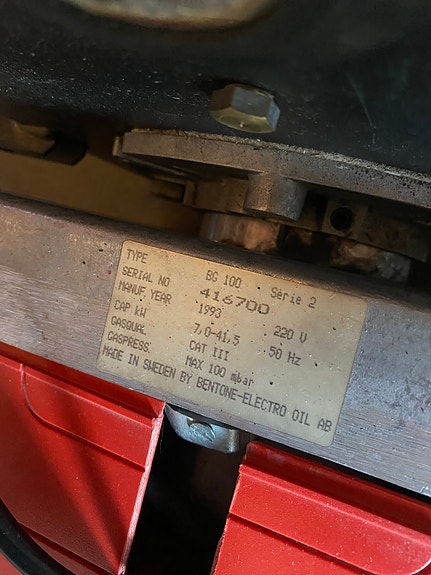 TYPE BG 100 Serie 2
SERIAL NO 416700
MANUF. YEAR 1993 220 V
CAP kW 7,0-41,5 50 Hz
GASQUAL. CAT III
GASPRESS. MAX 100 mbar
MADE IN SWEDEN BY BENTONE-ELECTRO OIL AB